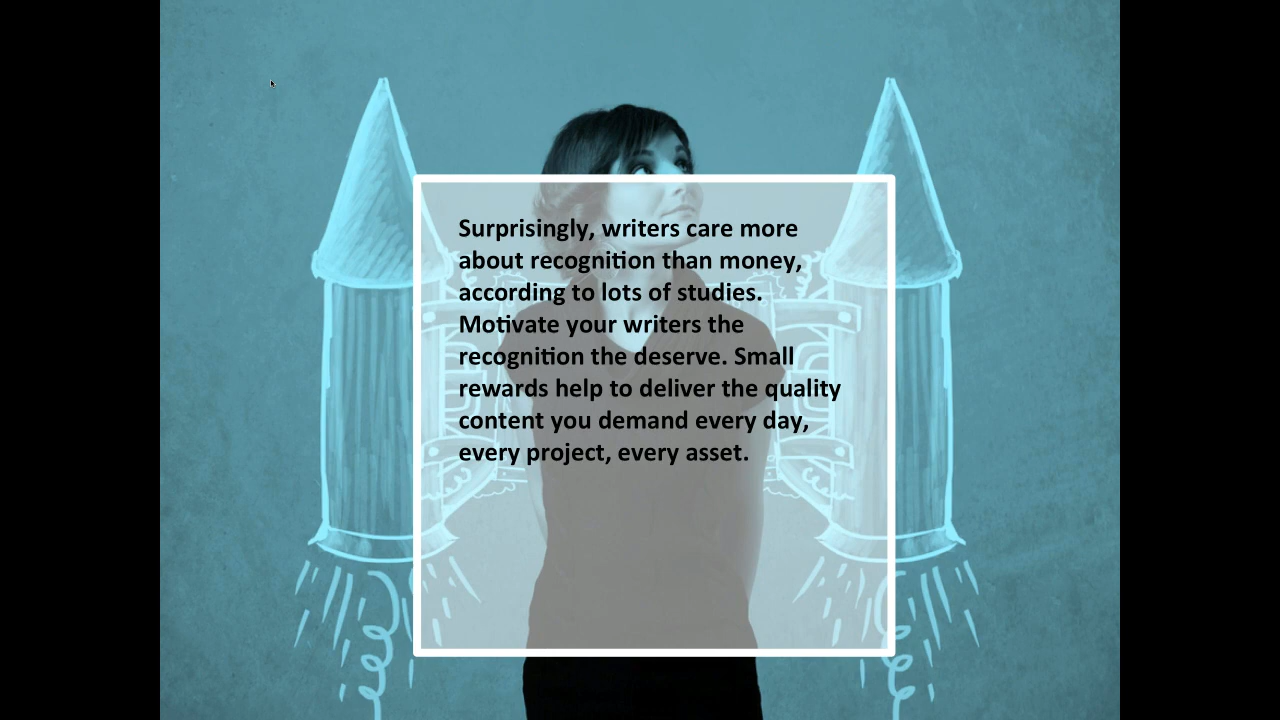 Surprisingly, writers care more
about recognition than money,
according to lots of studies.
Motivate your writers the
recognition the deserve. Small
rewards help to deliver the quality
content you demand every day,
every project, every asset.